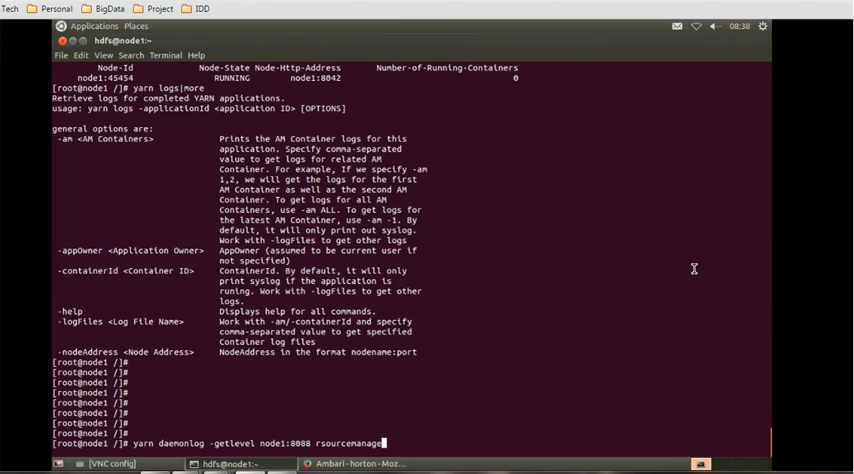 Tech Personal BigData Project IDD
Applications Places 08:38
hdfs@node1:~
File Edit View Search Terminal Help
Node-Id Node-State Node-Http-Address Number-of-Running-Containers
node1:45454 RUNNING node1:8042 0
[root@node1 /]# yarn logs|more
Retrieve logs for completed YARN applications.
usage: yarn logs -applicationId <application ID> [OPTIONS]
general options are:
-am <AM Containers> Prints the AM Container logs for this
application. Specify comma-separated
value to get logs for related AM
Container. For example, If we specify -am
1,2, we will get the logs for the first
AM Container as well as the second AM
Container. To get logs for all AM
Containers, use -am ALL. To get logs for
the latest AM Container, use -am -1. By
default, it will only print out syslog.
Work with -logFiles to get other logs
-appOwner <Application Owner> AppOwner (assumed to be current user if
not specified)
-containerId <Container ID> ContainerId. By default, it will only
print syslog if the application is
runing. Work with -logFiles to get other
logs.
-help Displays help for all commands.
-logFiles <Log File Name> Work with -am/-containerId and specify
comma-separated value to get specified
Container log files
-nodeAddress <Node Address> NodeAddress in the format nodename:port
[root@node1 /]#
[root@node1 /]#
[root@node1 /]#
[root@node1 /]#
[root@node1 /]#
[root@node1 /]#
[root@node1 /]#
[root@node1 /]#
[root@node1 /]# yarn daemonlog -getlevel node1:8088 rsourcemanage
[VNC config] hdfs@node1:~ Ambari - horton - Moz...